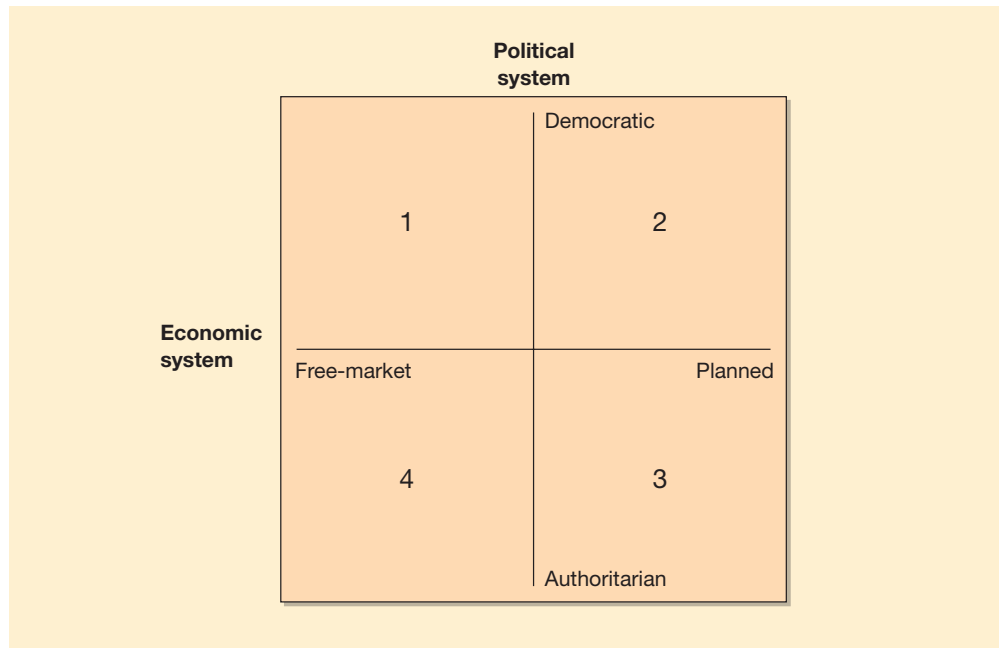 Political
system
Democratic
1
2
Economic
system
Free-market
Planned
4
3
Authoritarian